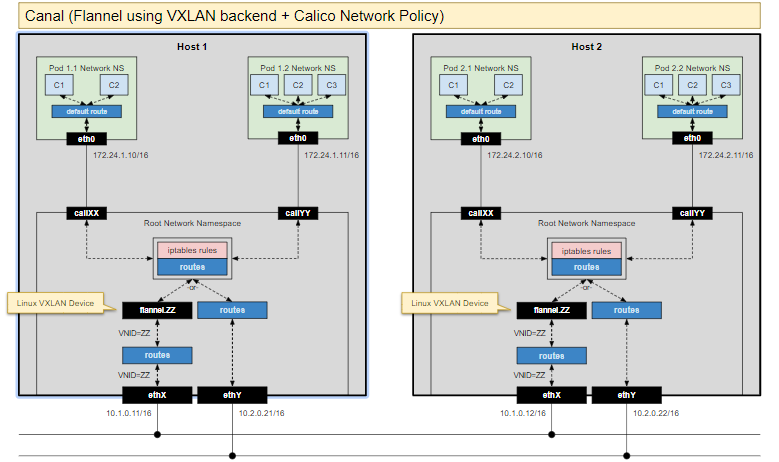 Canal (Flannel using VXLAN backend + Calico Network Policy)
Host 1
Pod 1.1 Network NS
C1
C2
default route
eth0
172.24.1.10/16
Pod 1.2 Network NS
C1
C2
C3
default route
eth0
172.24.1.11/16
caliXX
caliYY
Root Network Namespace
iptables rules
routes
-or-
Linux VXLAN Device
flannel.ZZ
routes
VNID=ZZ
routes
VNID=ZZ
ethX
ethY
10.1.0.11/16
10.2.0.21/16
Host 2
Pod 2.1 Network NS
C1
C2
default route
eth0
172.24.2.10/16
Pod 2.2 Network NS
C1
C2
C3
default route
eth0
172.24.2.11/16
caliXX
caliYY
Root Network Namespace
iptables rules
routes
-or-
Linux VXLAN Device
flannel.ZZ
routes
VNID=ZZ
routes
VNID=ZZ
ethX
ethY
10.1.0.12/16
10.2.0.22/16